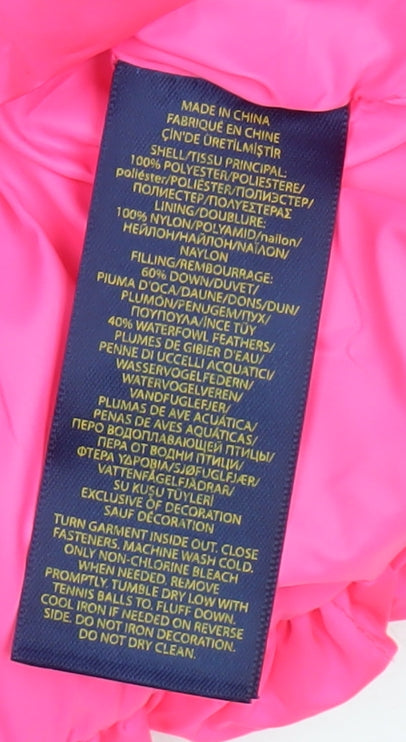 MADE IN CHINA
FABRIQUÉ EN CHINE
ÇİN'DE ÜRETİLMİŞTİR
SHELL/TISSU PRINCIPAL:
100% POLYESTER/POLIESTERE/
poliéster/POLIÉSTER/ПОЛИЭСТЕР/
ПОЛИЕСТЕР/ΠΟΛΥΕΣΤΕΡΑΣ
LINING/DOUBLURE:
100% NYLON/POLYAMID/nailon/
НЕЙЛОН/НАЙЛОН/ΝΑΪΛΟΝ/
NAYLON
FILLING/REMBOURRAGE:
60% DOWN/DUVET/
PIUMA D'OCA/DAUNE/DONS/DUN/
PLUMÓN/PENUGEM/ПУХ/
ΠΟΥΠΟΥΛΑ/İNCE TÜY
40% WATERFOWL FEATHERS/
PLUMES DE GIBIER D'EAU/
PENNE DI UCCELLI ACQUATICI/
WASSERVOGELFEDERN/
WATERVOGELVEREN/
VANDFUGLEFJER/
PLUMAS DE AVE ACUÁTICA/
PENAS DE AVES AQUÁTICAS/
ПЕРО ВОДОПЛАВАЮЩЕЙ ПТИЦЫ/
ПЕРА ОТ ВОДНИ ПТИЦИ/
ΦΤΕΡΑ ΥΔΡΟΒΙΑ/SJØFUGLFJÆR/
VATTENFÅGELFJÄDRAR/
SU KUŞU TÜYLERİ
EXCLUSIVE OF DECORATION
SAUF DÉCORATION
TURN GARMENT INSIDE OUT. CLOSE
FASTENERS. MACHINE WASH COLD.
ONLY NON-CHLORINE BLEACH
WHEN NEEDED. REMOVE
PROMPTLY. TUMBLE DRY LOW WITH
TENNIS BALLS TO FLUFF DOWN.
COOL IRON IF NEEDED ON REVERSE
SIDE. DO NOT IRON DECORATION.
DO NOT DRY CLEAN.